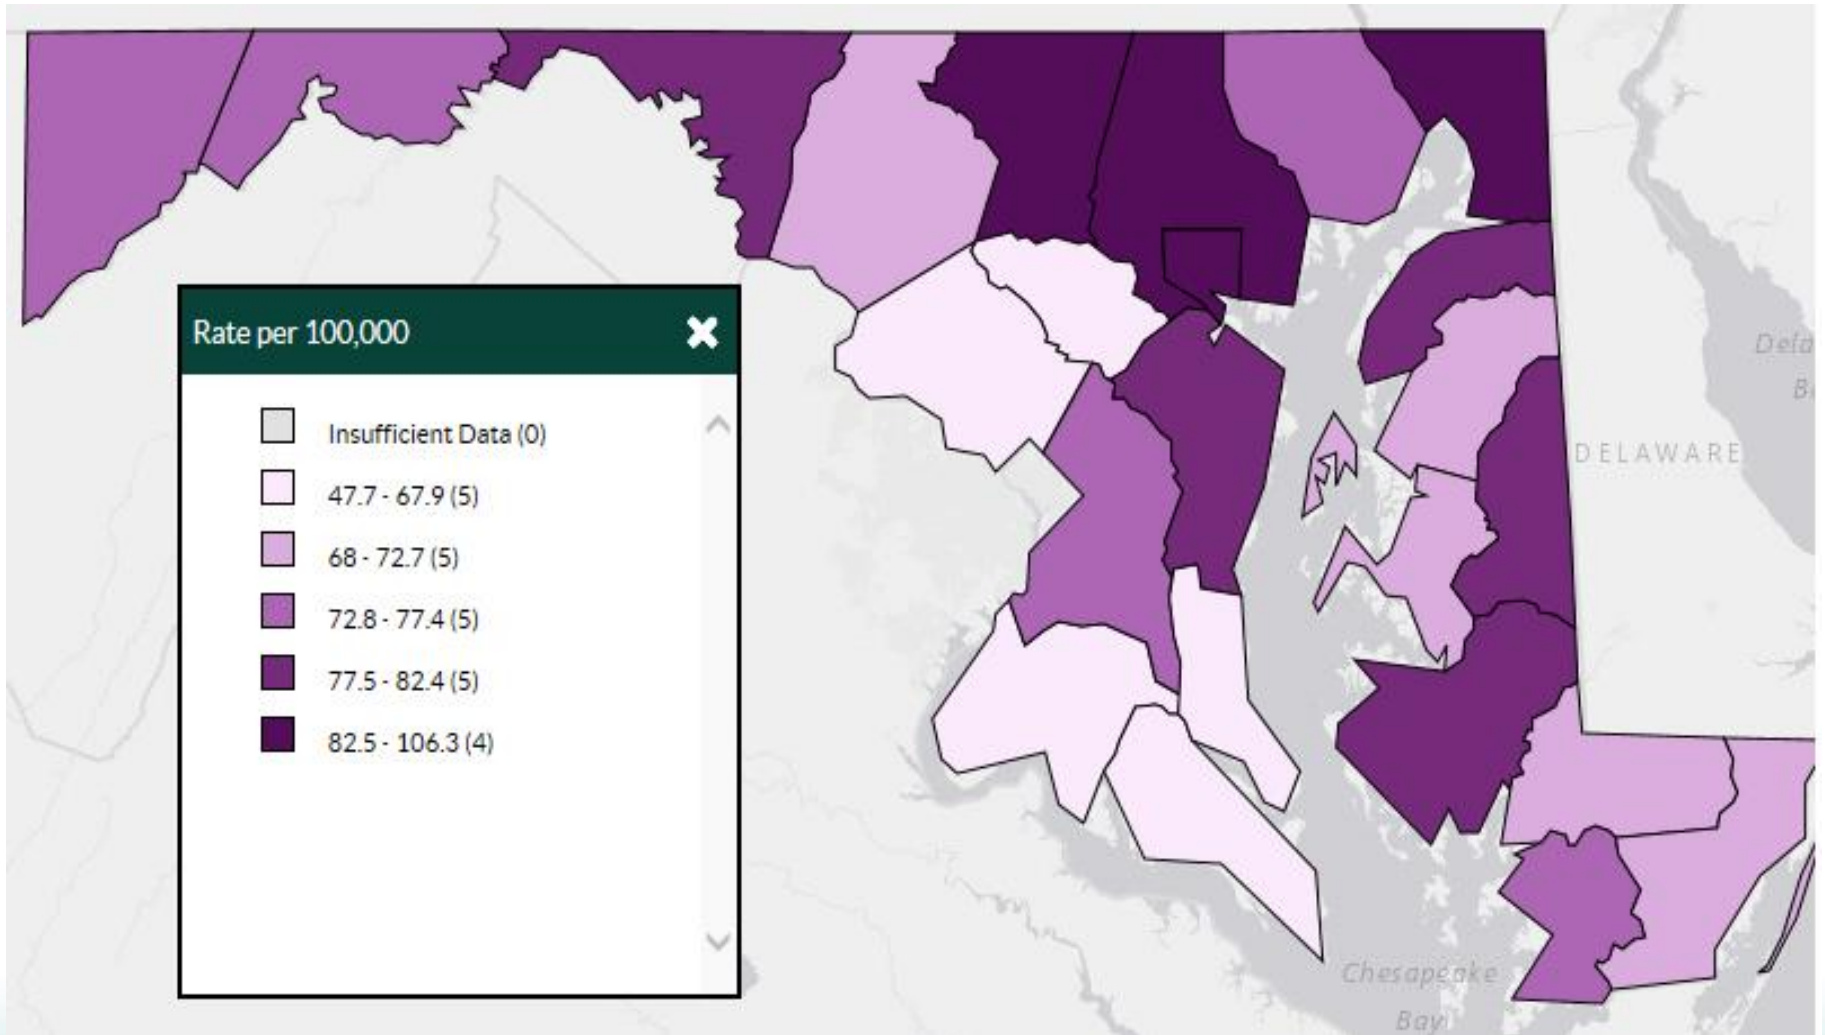 Rate per 100,000
Insufficient Data (0)
47.7 - 67.9 (5)
68 - 72.7 (5)
72.8 - 77.4 (5)
77.5 - 82.4 (5)
82.5 - 106.3 (4)
Dela
B
DELAWARE
Chesapeake
Bay